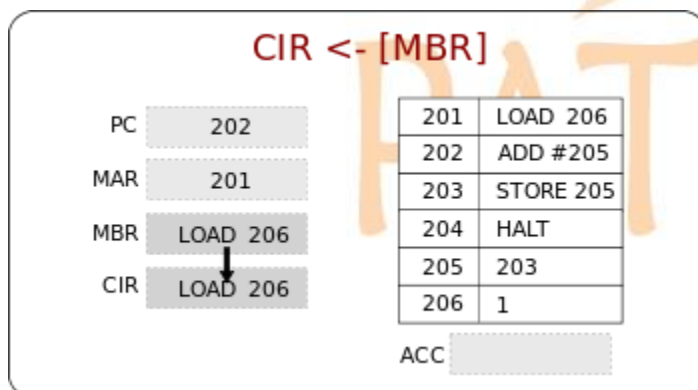 CIR <- [MBR]
PC 202
MAR 201
MBR LOAD 206
CIR LOAD 206
201 LOAD 206
202 ADD #205
203 STORE 205
204 HALT
205 203
206 1
ACC
PAT